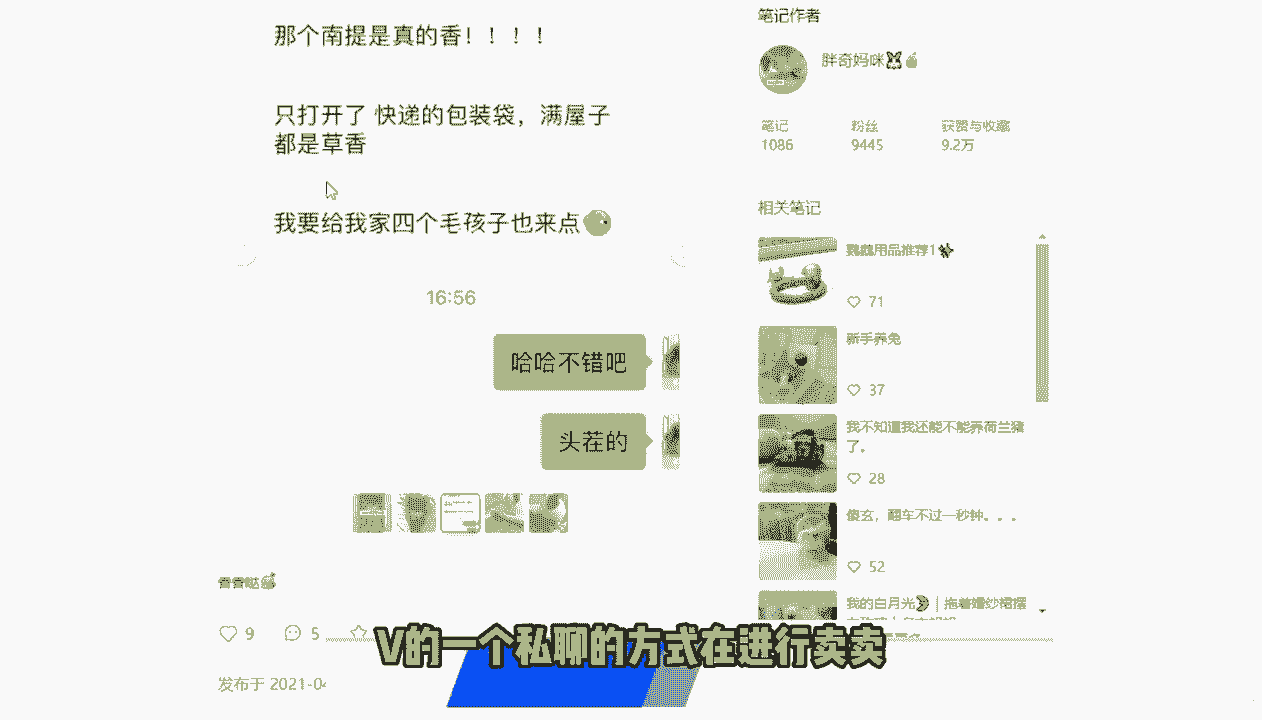 那个南提是真的香！！！！
只打开了 快递的包装袋，满屋子
都是草香
我要给我家四个毛孩子也来点
16:56
哈哈不错吧
头茬的
香香哒
9
5
发布于 2021-04
笔记作者
胖奇妈咪
笔记 粉丝 获赞与收藏
1086 9445 9.2万
相关笔记
用品推荐1
71
新手养兔
37
我不知道我还能不能养荷兰猪
了。
28
傻玄，翻车不过一秒钟。。。
52
我的白月光｜拖着婚纱裙摆
V的一个私聊的方式在进行卖卖